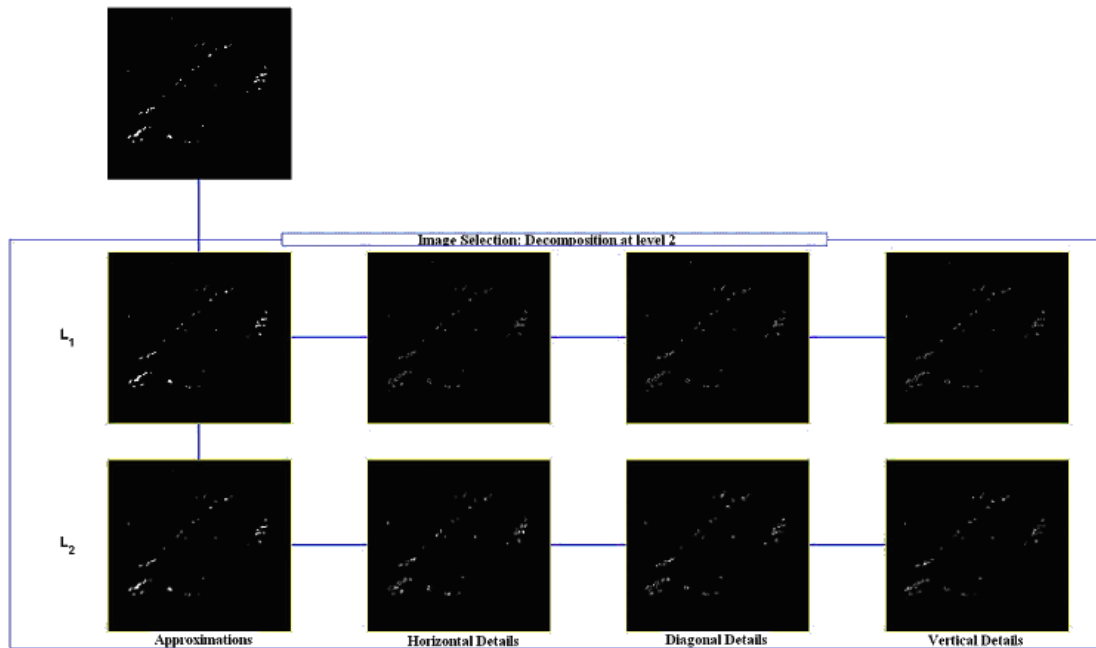 Image Selection: Decomposition at level 2
L1
L2
Approximations
Horizontal Details
Diagonal Details
Vertical Details